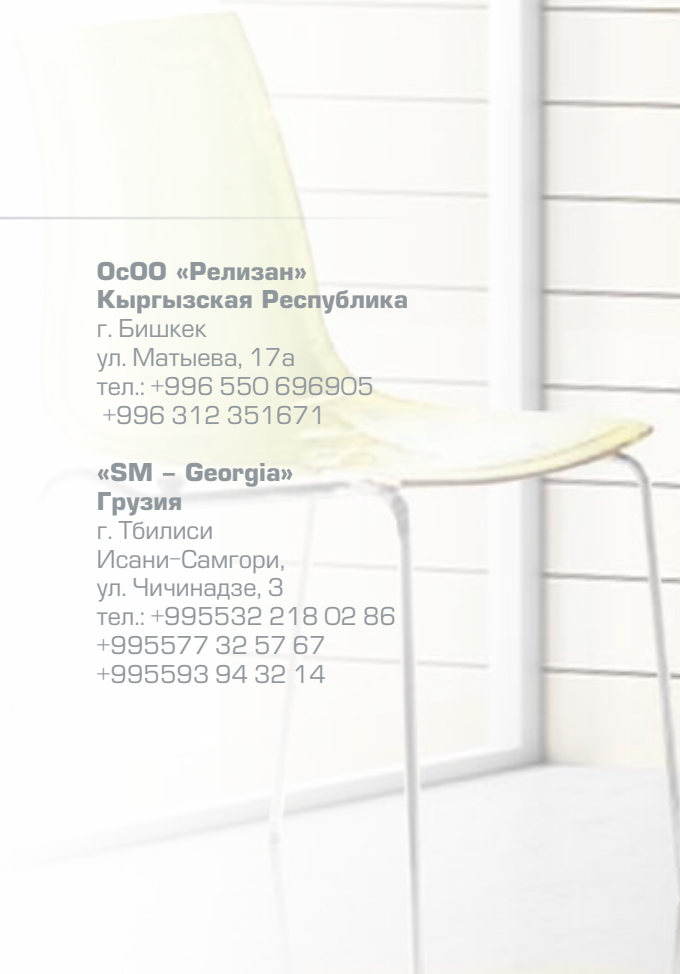 ОсОО «Релизан»
Кыргызская Республика
г. Бишкек
ул. Матыева, 17а
тел.: +996 550 696905
+996 312 351671
«SM – Georgia»
Грузия
г. Тбилиси
Исани-Самгори,
ул. Чичинадзе, 3
тел.: +995532 218 02 86
+995577 32 57 67
+995593 94 32 14